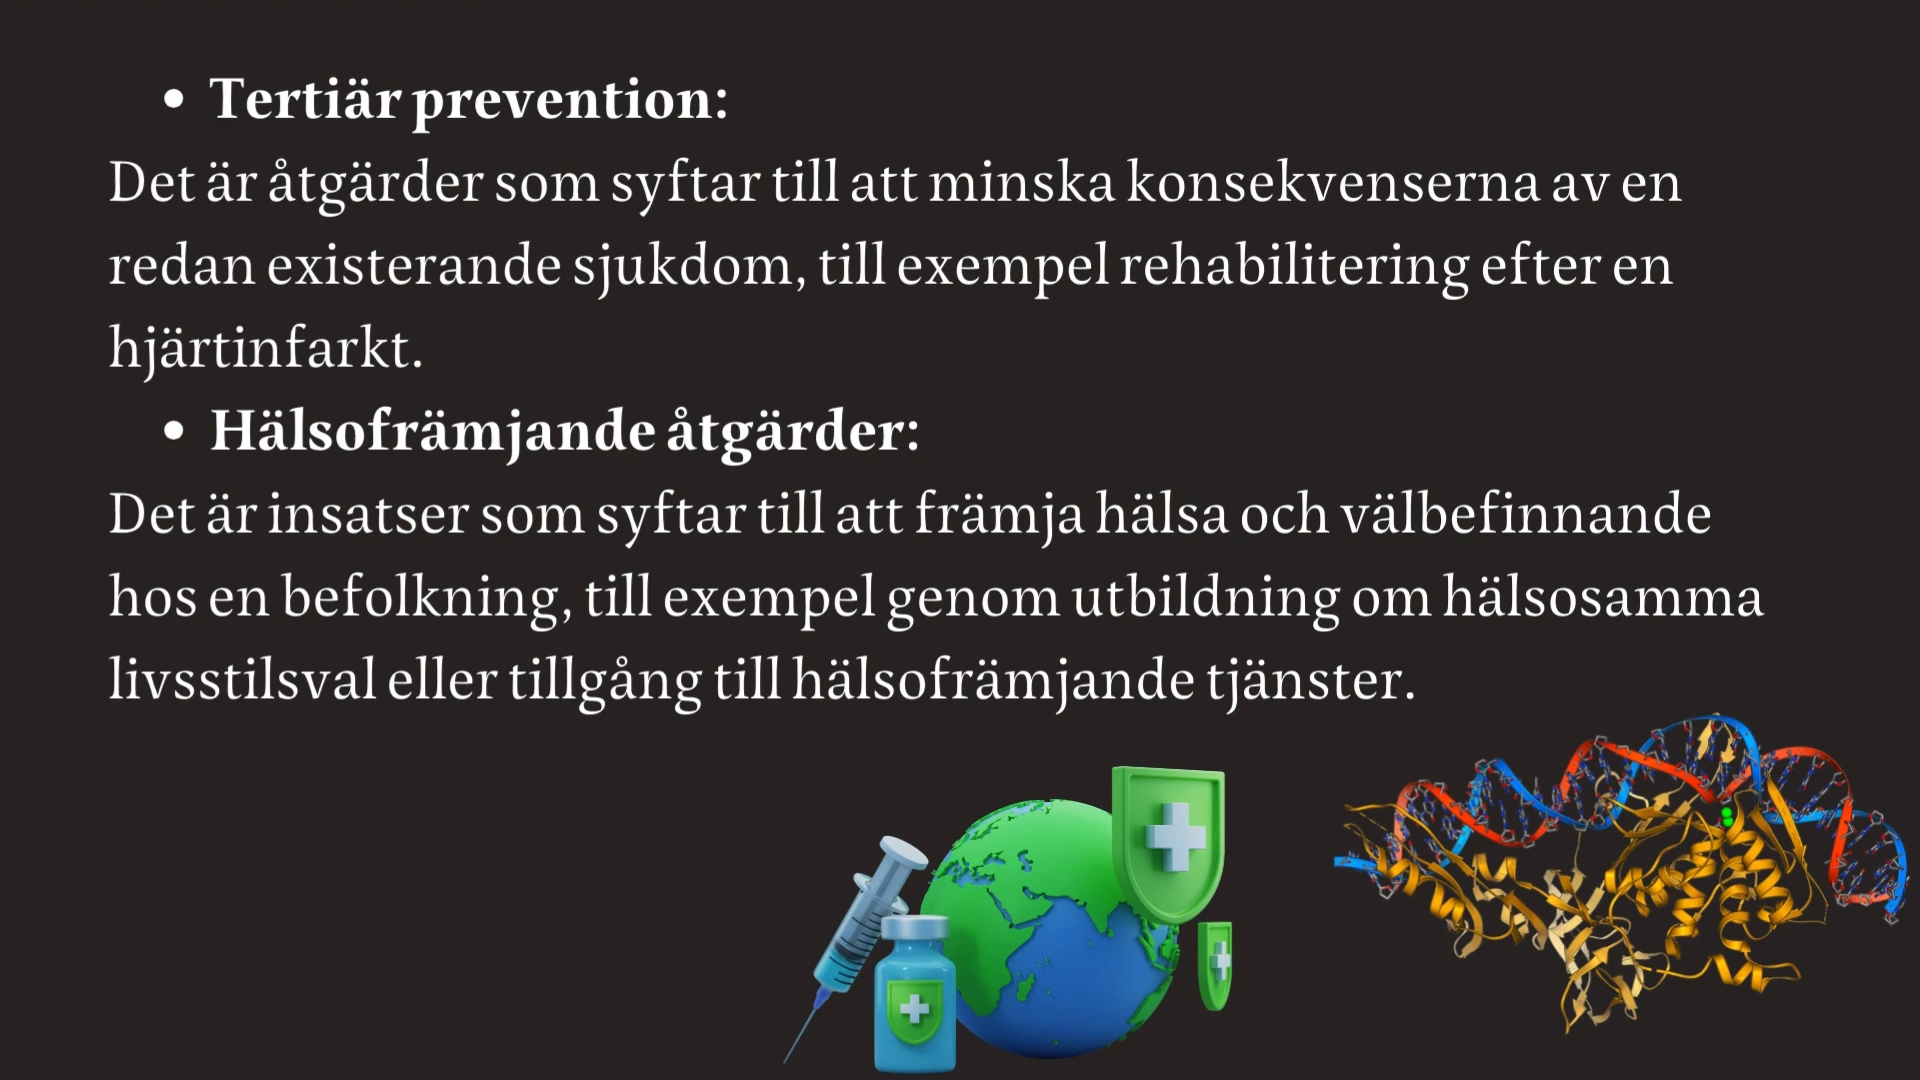 • Tertiär prevention:
Det är åtgärder som syftar till att minska konsekvenserna av en
redan existerande sjukdom, till exempel rehabilitering efter en
hjärtinfarkt.
• Hälsofrämjande åtgärder:
Det är insatser som syftar till att främja hälsa och välbefinnande
hos en befolkning, till exempel genom utbildning om hälsosamma
livsstilsval eller tillgång till hälsofrämjande tjänster.